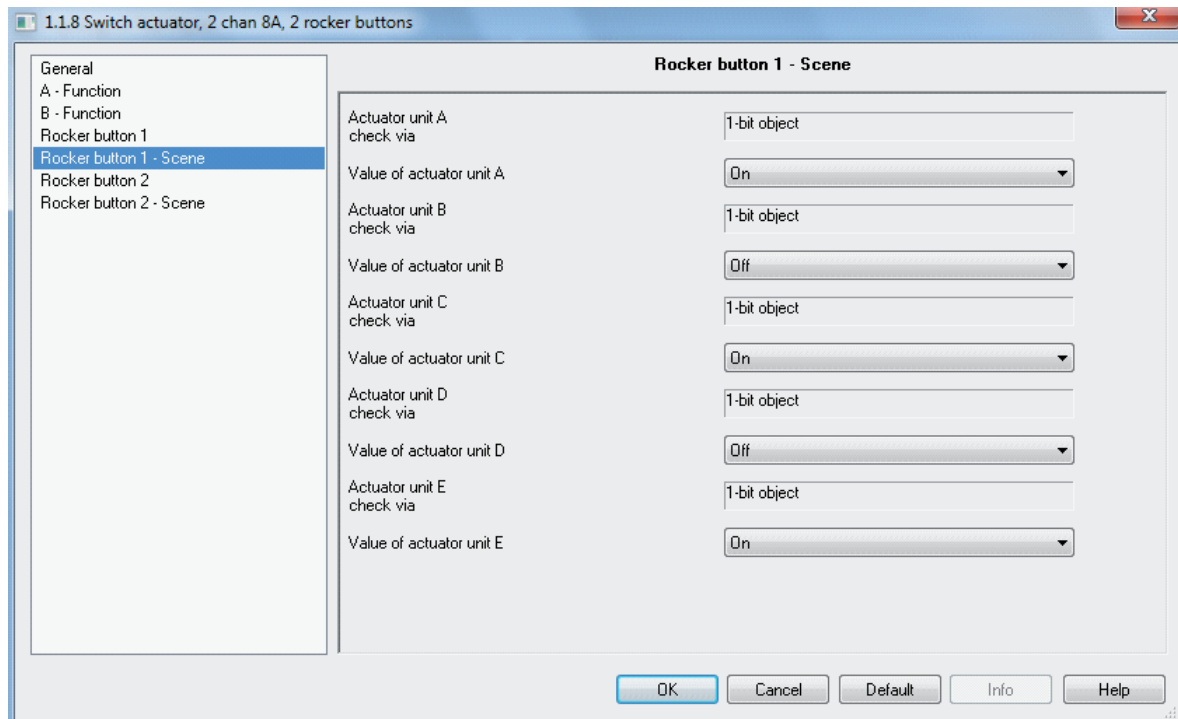 1.1.8 Switch actuator, 2 chan 8A, 2 rocker buttons
General
A - Function
B - Function
Rocker button 1
Rocker button 1 - Scene
Rocker button 2
Rocker button 2 - Scene
Rocker button 1 - Scene
Actuator unit A
check via
1-bit object
Value of actuator unit A
On
Actuator unit B
check via
1-bit object
Value of actuator unit B
Off
Actuator unit C
check via
1-bit object
Value of actuator unit C
On
Actuator unit D
check via
1-bit object
Value of actuator unit D
Off
Actuator unit E
check via
1-bit object
Value of actuator unit E
On
OK
Cancel
Default
Info
Help